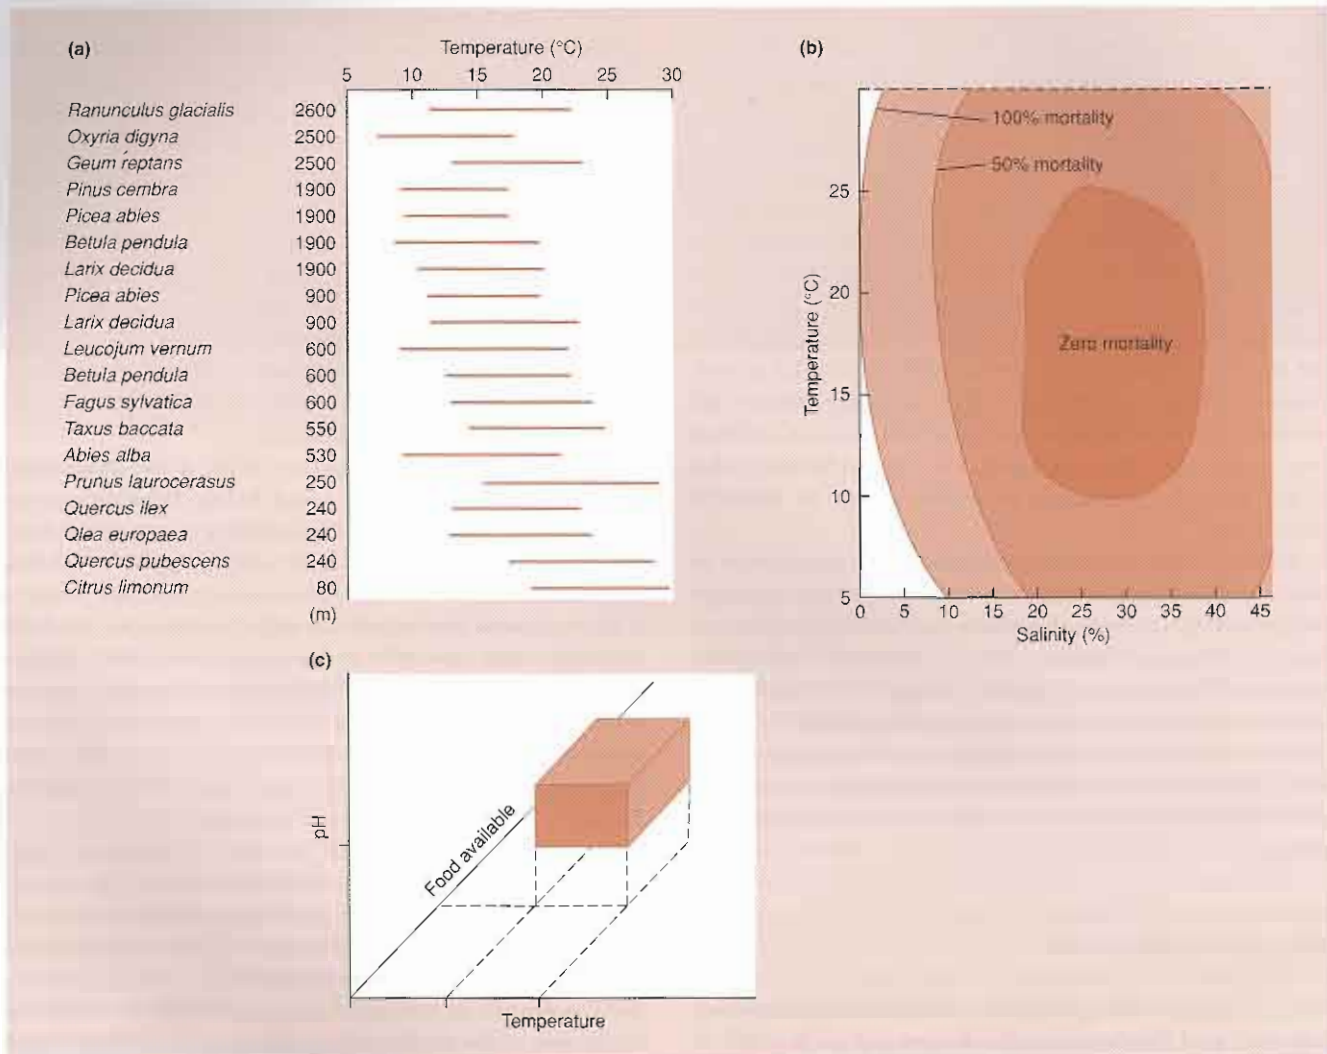 (a)
Temperature (°C)
5 10 15 20 25 30
Ranunculus glacialis 2600
Oxyria digyna 2500
Geum reptans 2500
Pinus cembra 1900
Picea abies 1900
Betula pendula 1900
Larix decidua 1900
Picea abies 900
Larix decidua 900
Leucojum vernum 600
Betula pendula 600
Fagus sylvatica 600
Taxus baccata 550
Abies alba 530
Prunus laurocerasus 250
Quercus ilex 240
Olea europaea 240
Quercus pubescens 240
Citrus limonum 80
(m)
(b)
100% mortality
50% mortality
Zero mortality
Temperature (°C)
25
20
15
10
5
0 5 10 15 20 25 30 35 40 45
Salinity (%)
(c)
pH
Food available
Temperature